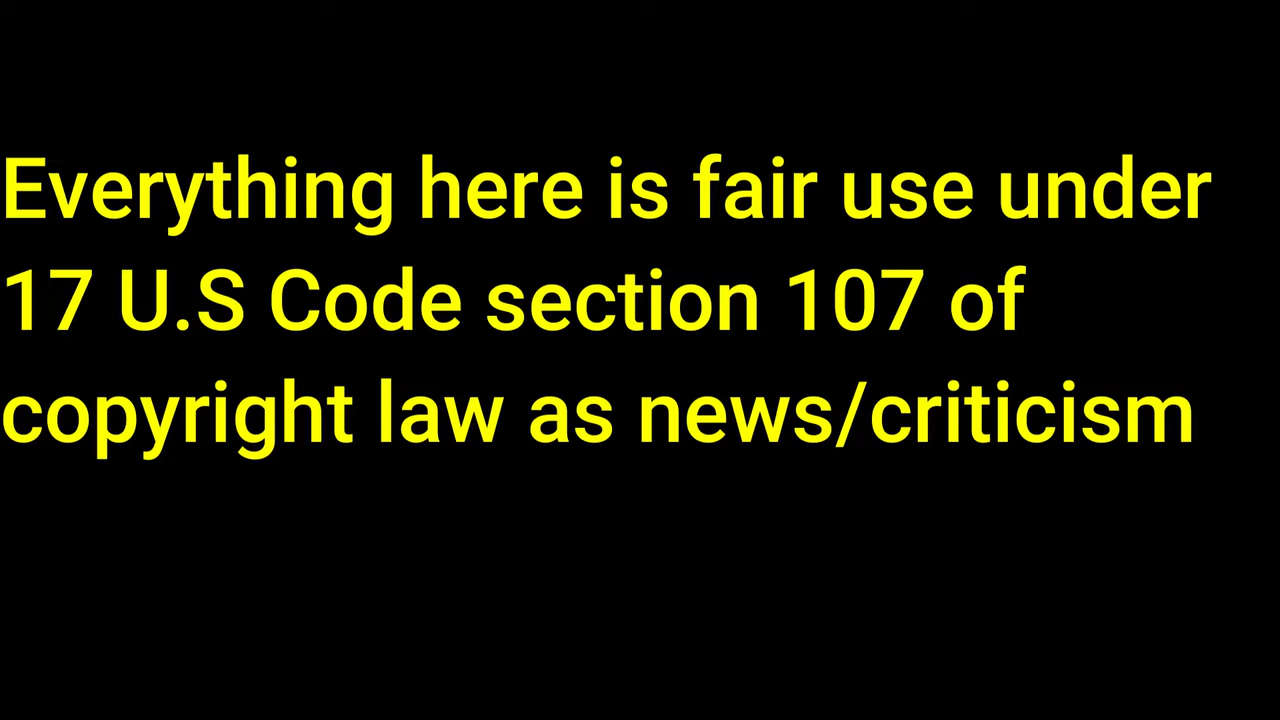 Everything here is fair use under
17 U.S Code section 107 of
copyright law as news/criticism